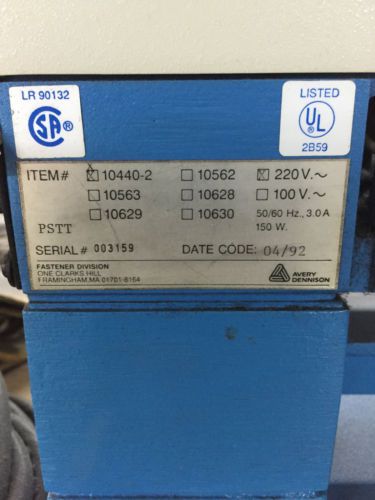 LR 90132
SA
LISTED
UL
2B59
ITEM# ☒ 10440-2 ☐ 10562 ☒ 220 V.~
☐ 10563 ☐ 10628 ☐ 100 V.~
☐ 10629 ☐ 10630 50/60 Hz., 3.0 A
PSTT 150 W.
SERIAL # 003159 DATE CODE: 04/92
FASTENER DIVISION
ONE CLARKS HILL
FRAMINGHAM, MA 01701-8164
AVERY
DENNISON